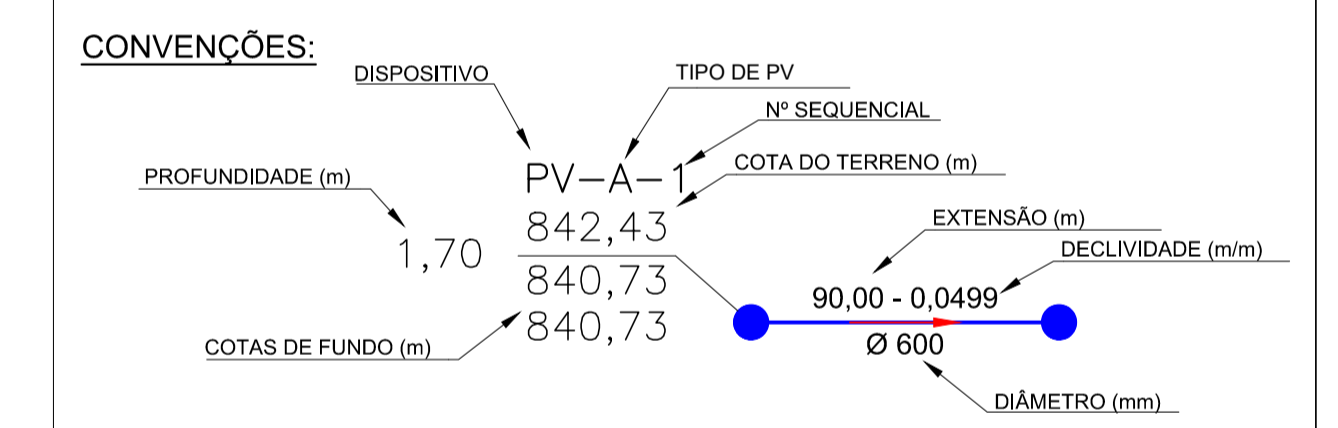 CONVENÇÕES:
DISPOSITIVO
TIPO DE PV
Nº SEQUENCIAL
PV-A-1
COTA DO TERRENO (m)
PROFUNDIDADE (m)
842,43
EXTENSÃO (m)
1,70
DECLIVIDADE (m/m)
840,73
90,00 - 0,0499
840,73
COTAS DE FUNDO (m)
Ø 600
DIÂMETRO (mm)